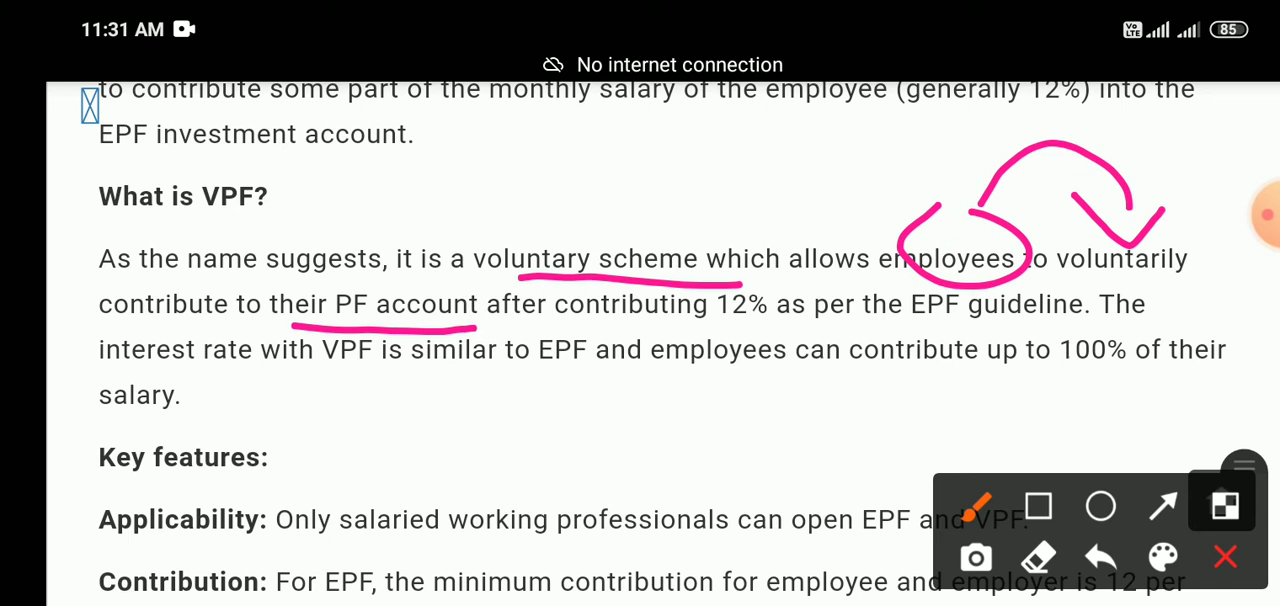 11:31 AM
Vo LTE
85
No internet connection
to contribute some part of the monthly salary of the employee (generally 12%) into the
EPF investment account.
What is VPF?
As the name suggests, it is a voluntary scheme which allows employees to voluntarily
contribute to their PF account after contributing 12% as per the EPF guideline. The
interest rate with VPF is similar to EPF and employees can contribute up to 100% of their
salary.
Key features:
Applicability: Only salaried working professionals can open EPF and VPF.
Contribution: For EPF, the minimum contribution for employee and employer is 12 per